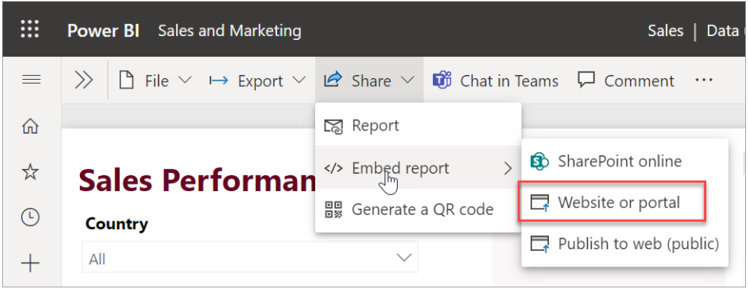 Power BI Sales and Marketing Sales | Data
File Export Share Chat in Teams Comment ...
Report
Embed report
SharePoint online
Sales Performan
Website or portal
Generate a QR code
Country
Publish to web (public)
All